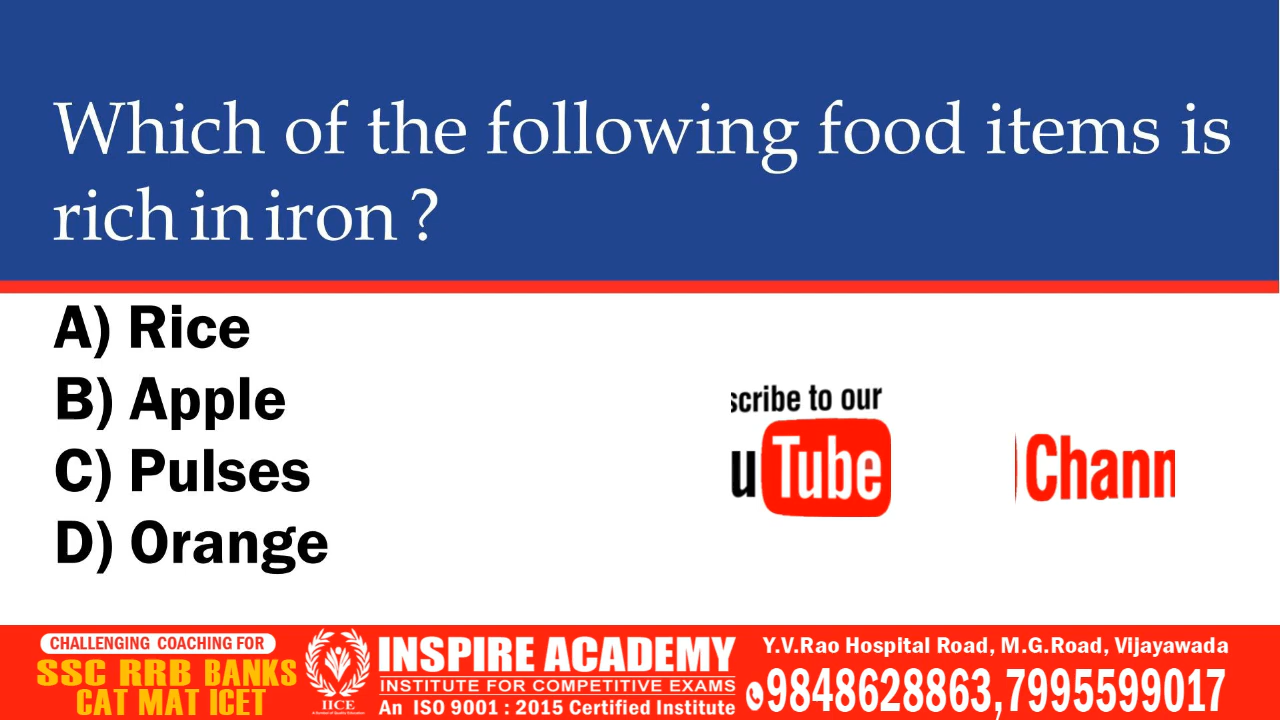 Which of the following food items is
rich in iron ?
A) Rice
B) Apple
C) Pulses
D) Orange
scribe to our
uTube
Chann
CHALLENGING COACHING FOR
SSC RRB BANKS
CAT MAT ICET
IICE
INSPIRE ACADEMY
INSTITUTE FOR COMPETITIVE EXAMS
An ISO 9001 : 2015 Certified Institute
Y.V.Rao Hospital Road, M.G.Road, Vijayawada
9848628863,7995599017